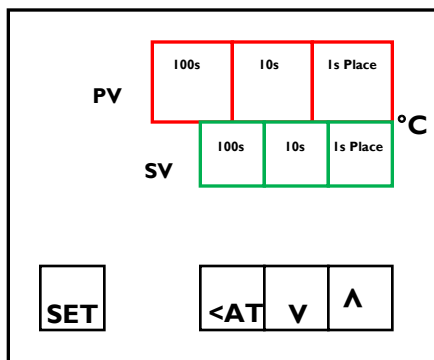 100s 10s 1s Place
PV
°C
100s 10s 1s Place
SV
SET <AT V Λ